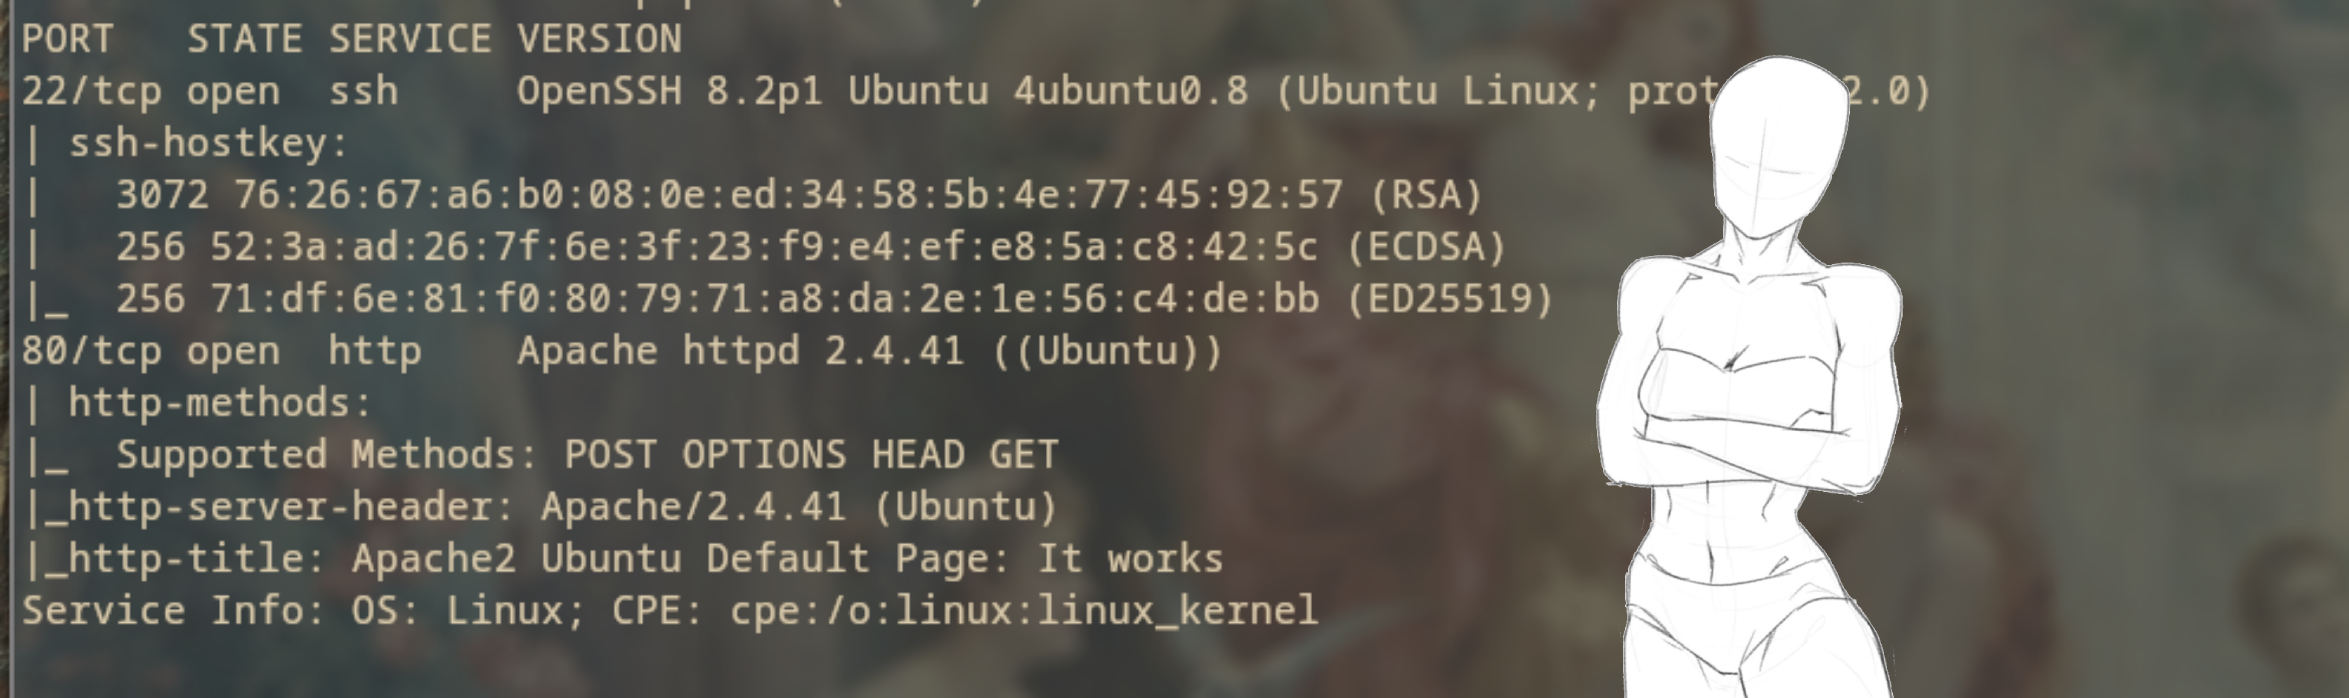 PORT   STATE SERVICE VERSION
22/tcp open  ssh     OpenSSH 8.2p1 Ubuntu 4ubuntu0.8 (Ubuntu Linux; 2.0)
| ssh-hostkey:
|   3072 76:26:67:a6:b0:08:0e:ed:34:58:5b:4e:77:45:92:57 (RSA)
|   256 52:3a:ad:26:7f:6e:3f:23:f9:e4:ef:e8:5a:c8:42:5c (ECDSA)
|_  256 71:df:6e:81:f0:80:79:71:a8:da:2e:1e:56:c4:de:bb (ED25519)
80/tcp open  http    Apache httpd 2.4.41 ((Ubuntu))
| http-methods:
|_  Supported Methods: POST OPTIONS HEAD GET
|_http-server-header: Apache/2.4.41 (Ubuntu)
|_http-title: Apache2 Ubuntu Default Page: It works
Service Info: OS: Linux; CPE: cpe:/o:linux:linux_kernel